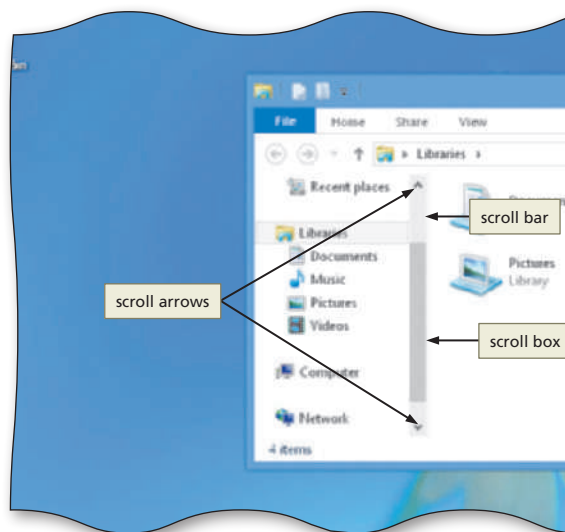 File Home Share View
Libraries
Recent places
Libraries
scroll bar
Documents
Pictures
Library
Music
scroll arrows
Pictures
Videos
scroll box
Computer
Network
4 items